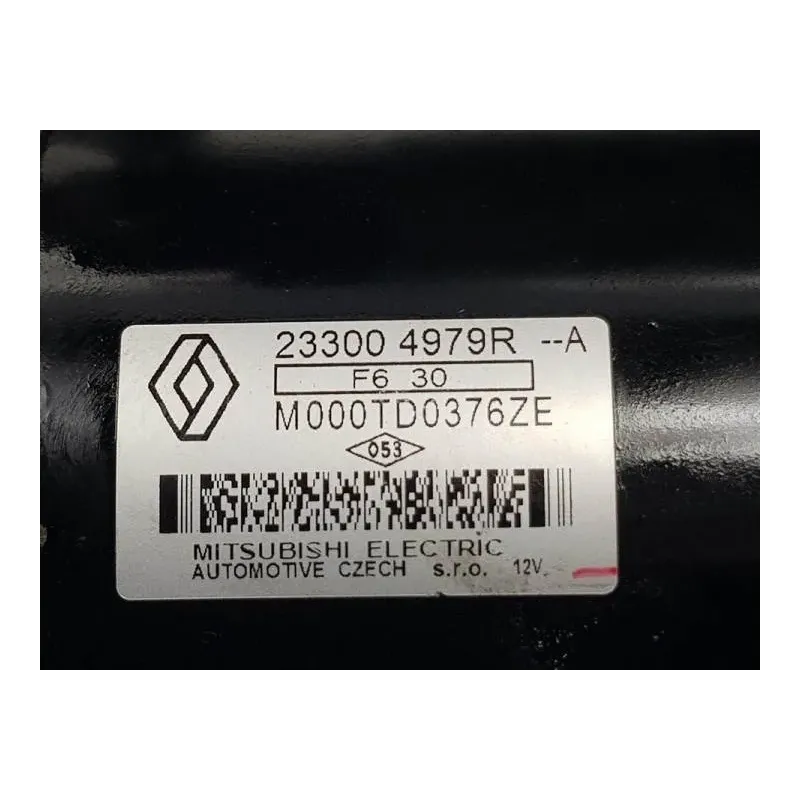 23300 4979R --A
F6 30
M000TD0376ZE
053
MITSUBISHI ELECTRIC
AUTOMOTIVE CZECH s.r.o. 12V